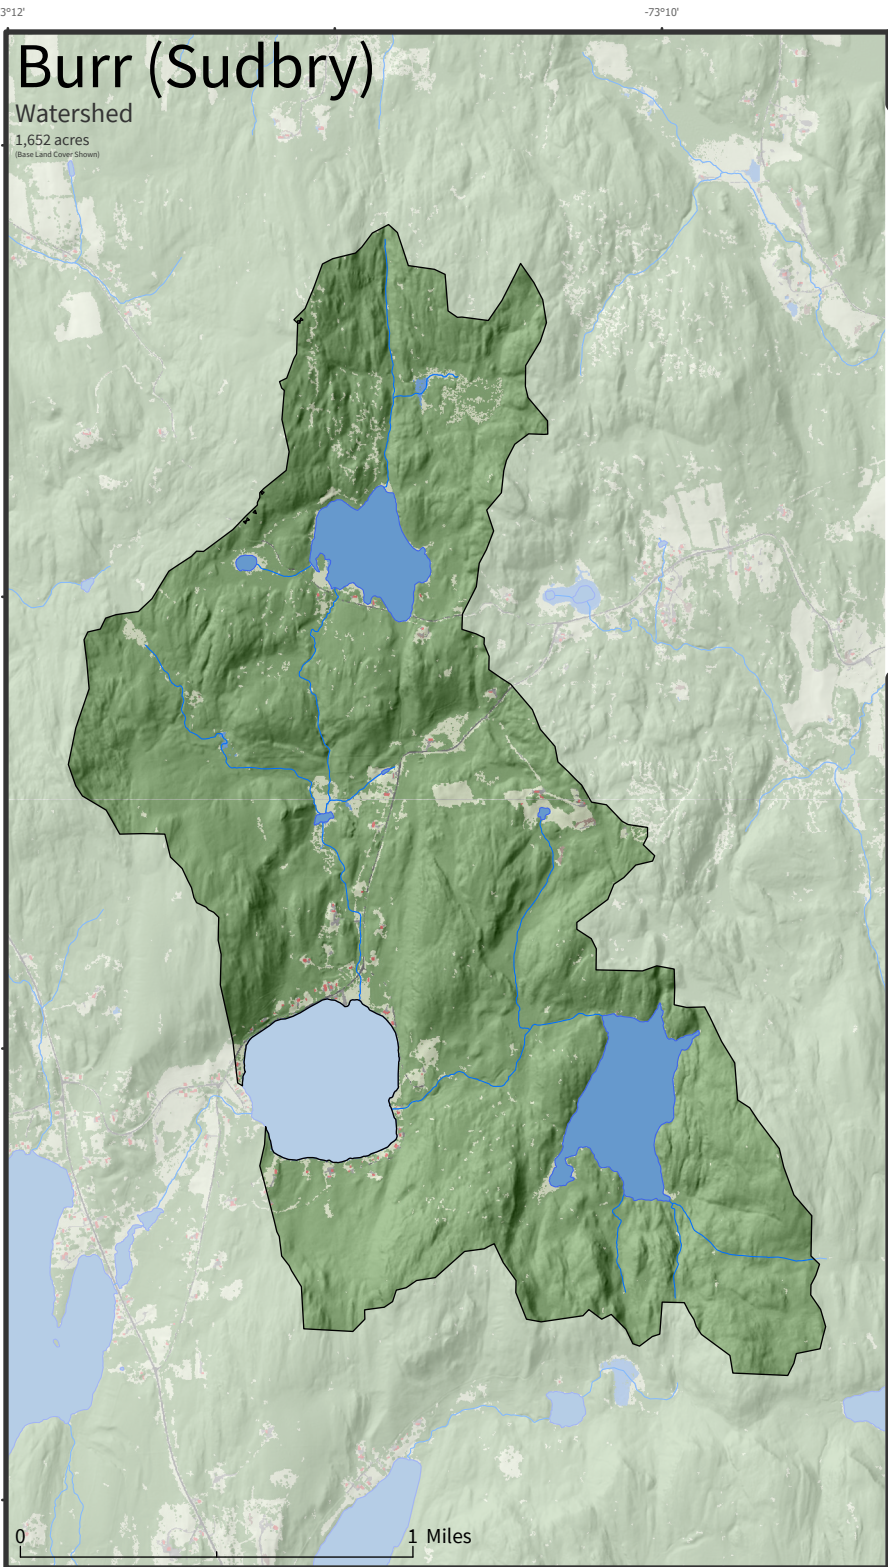 3°12'
-73°10'
Burr (Sudbry)
Watershed
1,652 acres
(Base Land Cover Shown)
0 1 Miles